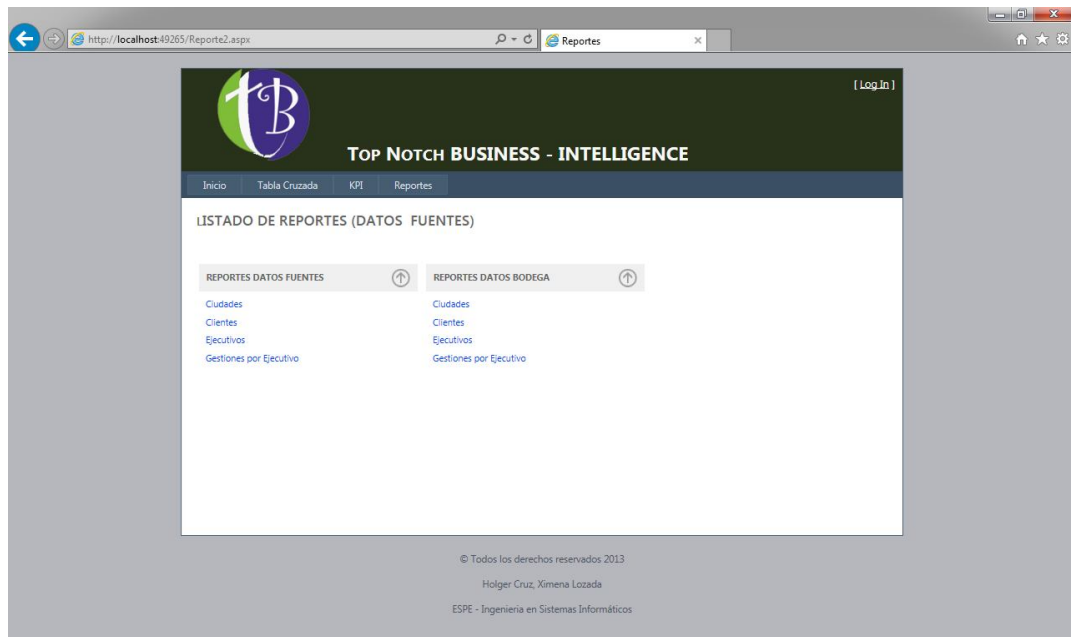 http://localhost:49265/Reporte2.aspx
Reportes
[ Log In ]
tB
TOP NOTCH BUSINESS - INTELLIGENCE
Inicio Tabla Cruzada KPI Reportes
LISTADO DE REPORTES (DATOS FUENTES)
REPORTES DATOS FUENTES
Ciudades
Clientes
Ejecutivos
Gestiones por Ejecutivo
REPORTES DATOS BODEGA
Ciudades
Clientes
Ejecutivos
Gestiones por Ejecutivo
© Todos los derechos reservados 2013
Holger Cruz, Ximena Lozada
ESPE - Ingenieria en Sistemas Informáticos